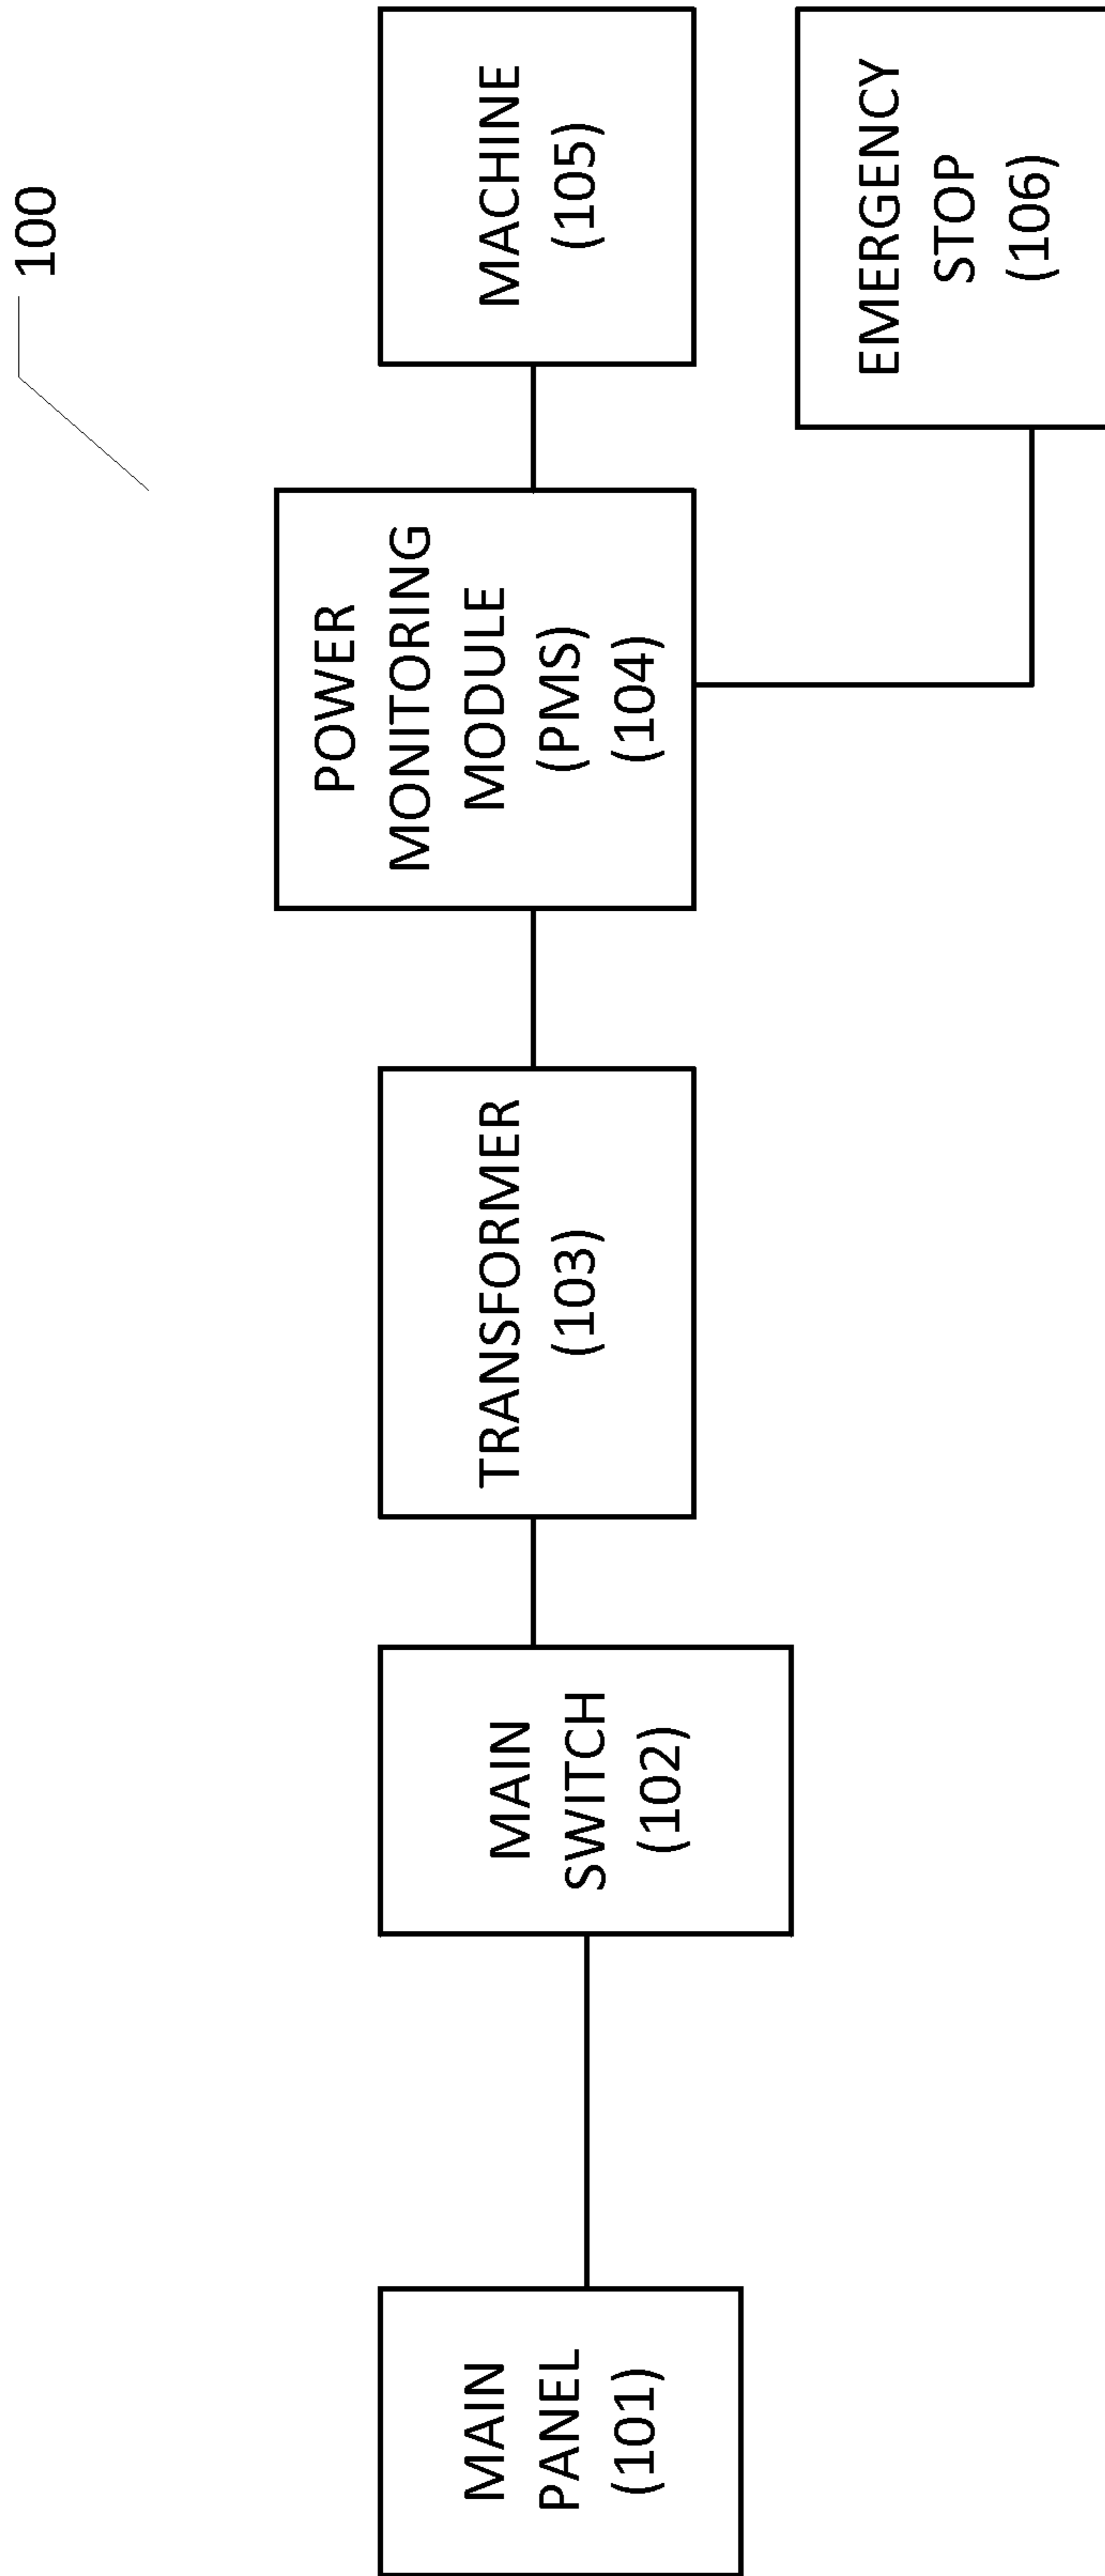 100
MAIN
PANEL
(101)
MAIN
SWITCH
(102)
TRANSFORMER
(103)
POWER
MONITORING
MODULE
(PMS)
(104)
MACHINE
(105)
EMERGENCY
STOP
(106)